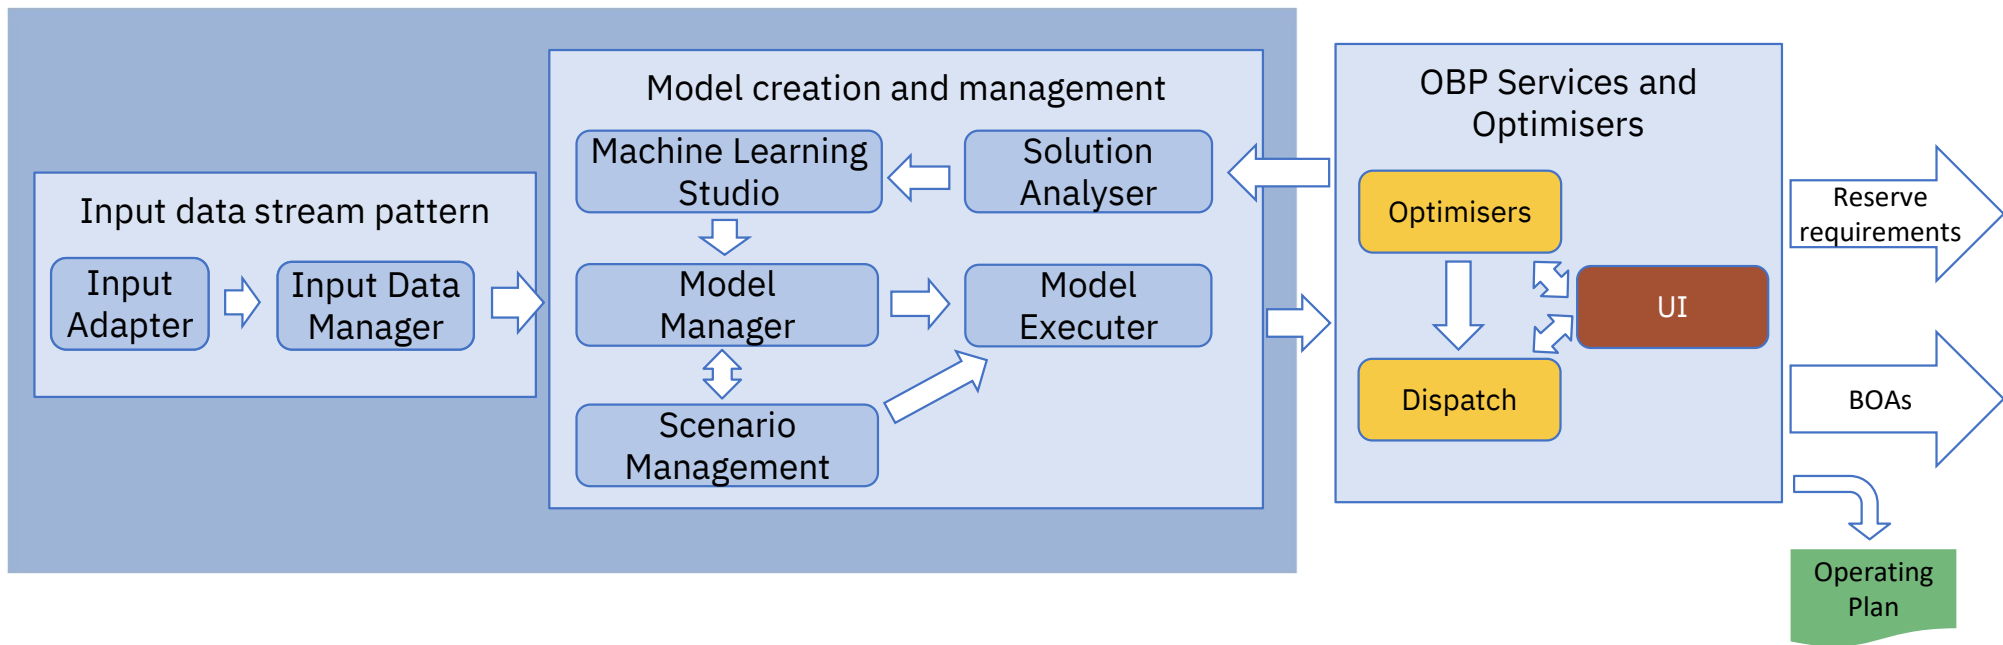 Input data stream pattern
Input
Adapter
Input Data
Manager
Model creation and management
Machine Learning
Studio
Solution
Analyser
Model
Manager
Model
Executer
Scenario
Management
OBP Services and
Optimisers
Optimisers
UI
Dispatch
Reserve
requirements
BOAs
Operating
Plan